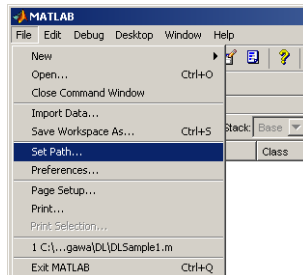 MATLAB
File Edit Debug Desktop Window Help
New
Open... Ctrl+O
Close Command Window
Import Data...
Save Workspace As... Ctrl+S
Stack: Base
Set Path...
Class
Preferences...
Page Setup...
Print...
Print Selection...
1 C:\...gawa\DL\DLSample1.m
Exit MATLAB Ctrl+Q